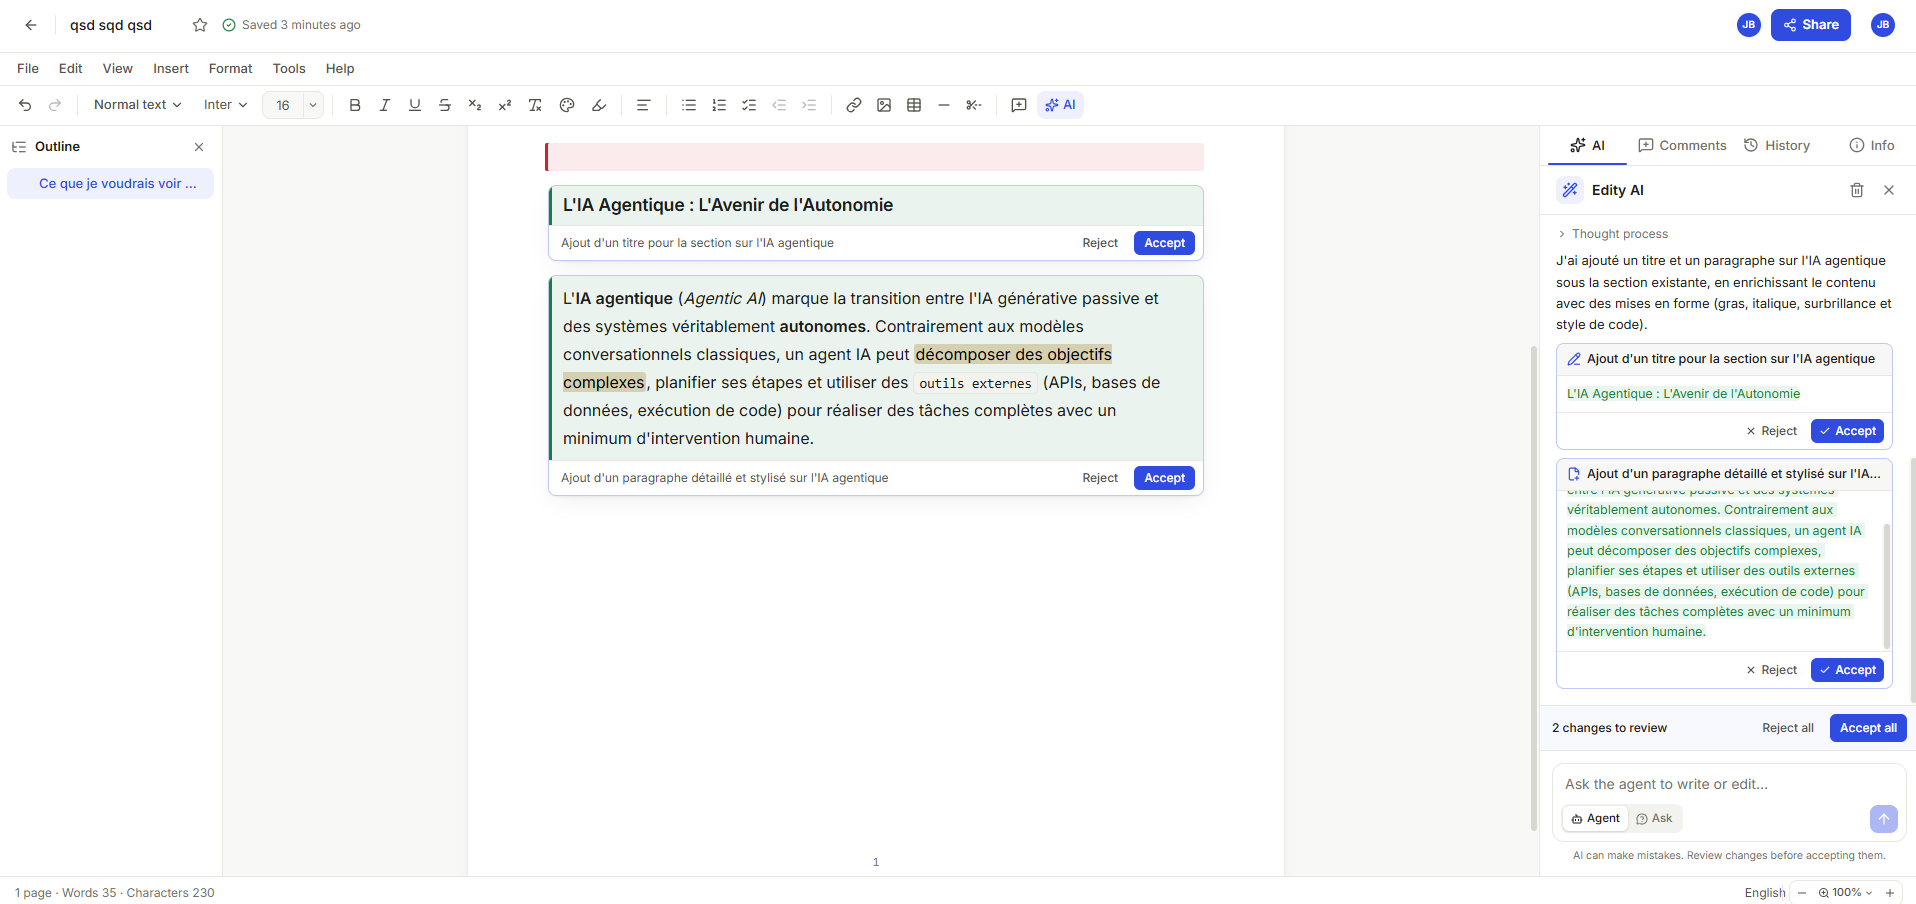 qsd sqd qsd
Saved 3 minutes ago
JB
Share
JB
File Edit View Insert Format Tools Help
Normal text
Inter
16
AI
Outline
Ce que je voudrais voir ...
L'IA Agentique : L'Avenir de l'Autonomie
Ajout d'un titre pour la section sur l'IA agentique
Reject
Accept
L'IA agentique (Agentic AI) marque la transition entre l'IA générative passive et
des systèmes véritablement autonomes. Contrairement aux modèles
conversationnels classiques, un agent IA peut décomposer des objectifs
complexes, planifier ses étapes et utiliser des outils externes (APIs, bases de
données, exécution de code) pour réaliser des tâches complètes avec un
minimum d'intervention humaine.
Ajout d'un paragraphe détaillé et stylisé sur l'IA agentique
Reject
Accept
1
AI
Comments
History
Info
Edity AI
Thought process
J'ai ajouté un titre et un paragraphe sur l'IA agentique
sous la section existante, en enrichissant le contenu
avec des mises en forme (gras, italique, surbrillance et
style de code).
Ajout d'un titre pour la section sur l'IA agentique
L'IA Agentique : L'Avenir de l'Autonomie
Reject
Accept
Ajout d'un paragraphe détaillé et stylisé sur l'IA...
entre l'IA générative passive et des systèmes
véritablement autonomes. Contrairement aux
modèles conversationnels classiques, un agent IA
peut décomposer des objectifs complexes,
planifier ses étapes et utiliser des outils externes
(APIs, bases de données, exécution de code) pour
réaliser des tâches complètes avec un minimum
d'intervention humaine.
Reject
Accept
2 changes to review
Reject all
Accept all
Ask the agent to write or edit...
Agent
Ask
AI can make mistakes. Review changes before accepting them.
1 page · Words 35 · Characters 230
English
100%